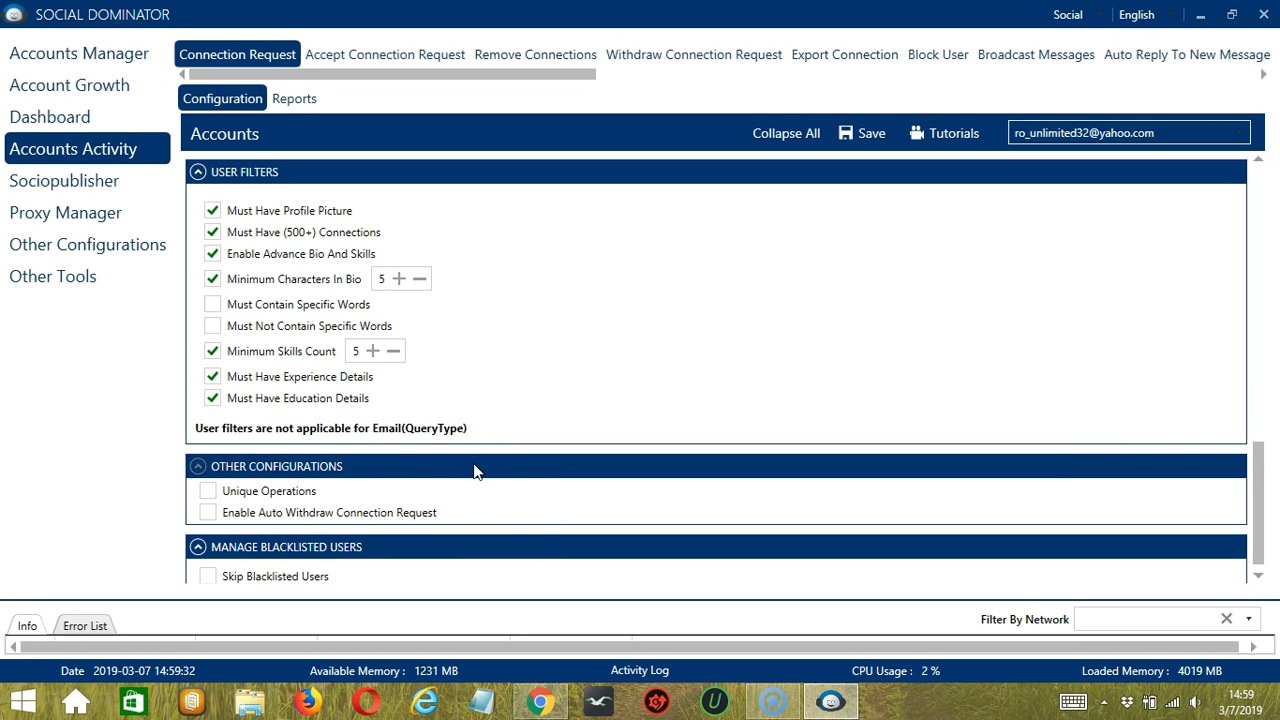 SOCIAL DOMINATOR Social English
Accounts Manager
Account Growth
Dashboard
Accounts Activity
Sociopublisher
Proxy Manager
Other Configurations
Other Tools
Connection Request Accept Connection Request Remove Connections Withdraw Connection Request Export Connection Block User Broadcast Messages Auto Reply To New Message
Configuration Reports
Accounts Collapse All Save Tutorials ro_unlimited32@yahoo.com
USER FILTERS
Must Have Profile Picture
Must Have (500+) Connections
Enable Advance Bio And Skills
Minimum Characters In Bio 5
Must Contain Specific Words
Must Not Contain Specific Words
Minimum Skills Count 5
Must Have Experience Details
Must Have Education Details
User filters are not applicable for Email(QueryType)
OTHER CONFIGURATIONS
Unique Operations
Enable Auto Withdraw Connection Request
MANAGE BLACKLISTED USERS
Skip Blacklisted Users
Info Error List Filter By Network
Date 2019-03-07 14:59:32 Available Memory : 1231 MB Activity Log CPU Usage : 2 % Loaded Memory : 4019 MB
14:59
3/7/2019